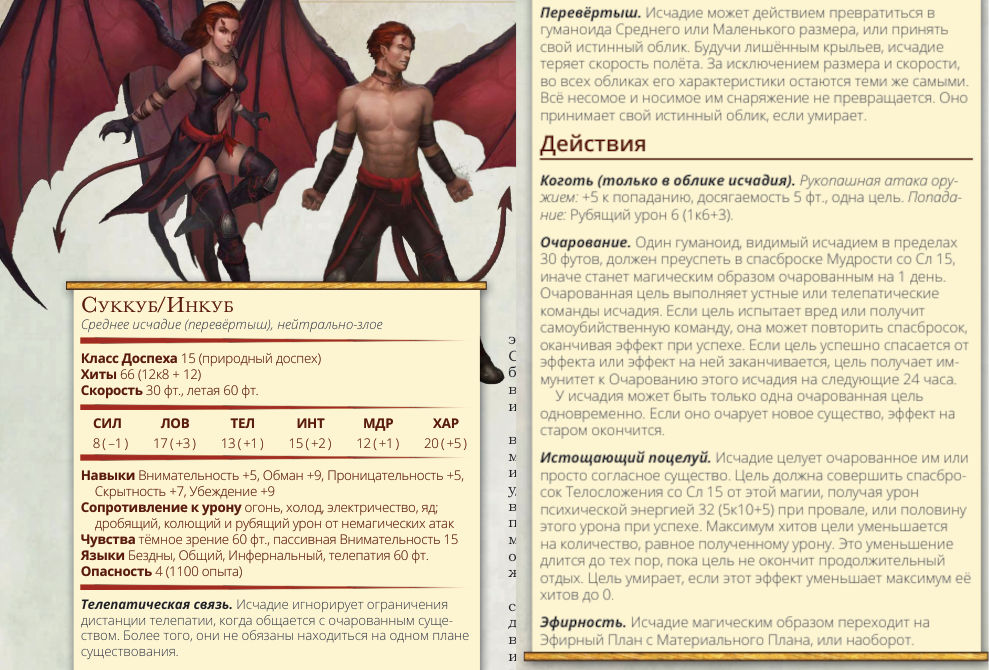 Суккуб/Инкуб
Среднее исчадие (перевёртыш), нейтрально-злое
Класс Доспеха 15 (природный доспех)
Хиты 66 (12к8 + 12)
Скорость 30 фт., летая 60 фт.
СИЛ ЛОВ ТЕЛ ИНТ МДР ХАР
8 (–1) 17 (+3) 13 (+1) 15 (+2) 12 (+1) 20 (+5)
Навыки Внимательность +5, Обман +9, Проницательность +5,
Скрытность +7, Убеждение +9
Сопротивление к урону огонь, холод, электричество, яд;
дробящий, колющий и рубящий урон от немагических атак
Чувства тёмное зрение 60 фт., пассивная Внимательность 15
Языки Бездны, Общий, Инфернальный, телепатия 60 фт.
Опасность 4 (1100 опыта)
Телепатическая связь. Исчадие игнорирует ограничения
дистанции телепатии, когда общается с очарованным суще-
ством. Более того, они не обязаны находиться на одном плане
существования.
Перевёртыш. Исчадие может действием превратиться в
гуманоида Среднего или Маленького размера, или принять
свой истинный облик. Будучи лишённым крыльев, исчадие
теряет скорость полёта. За исключением размера и скорости,
во всех обликах его характеристики остаются теми же самыми.
Всё несомое и носимое им снаряжение не превращается. Оно
принимает свой истинный облик, если умирает.
Действия
Коготь (только в облике исчадия). Рукопашная атака ору-
жием: +5 к попаданию, досягаемость 5 фт., одна цель. Попада-
ние: Рубящий урон 6 (1к6+3).
Очарование. Один гуманоид, видимый исчадием в пределах
30 футов, должен преуспеть в спасброске Мудрости со Сл 15,
иначе станет магическим образом очарованным на 1 день.
Очарованная цель выполняет устные или телепатические
команды исчадия. Если цель испытает вред или получит
самоубийственную команду, она может повторить спасбросок,
оканчивая эффект при успехе. Если цель успешно спасается от
эффекта или эффект на ней заканчивается, цель получает им-
мунитет к Очарованию этого исчадия на следующие 24 часа.
У исчадия может быть только одна очарованная цель
одновременно. Если оно очарует новое существо, эффект на
старом окончится.
Истощающий поцелуй. Исчадие целует очарованное им или
просто согласное существо. Цель должна совершить спасбро-
сок Телосложения со Сл 15 от этой магии, получая урон
психической энергией 32 (5к10+5) при провале, или половину
этого урона при успехе. Максимум хитов цели уменьшается
на количество, равное полученному урону. Это уменьшение
длится до тех пор, пока цель не окончит продолжительный
отдых. Цель умирает, если этот эффект уменьшает максимум её
хитов до 0.
Эфирность. Исчадие магическим образом переходит на
Эфирный План с Материального Плана, или наоборот.